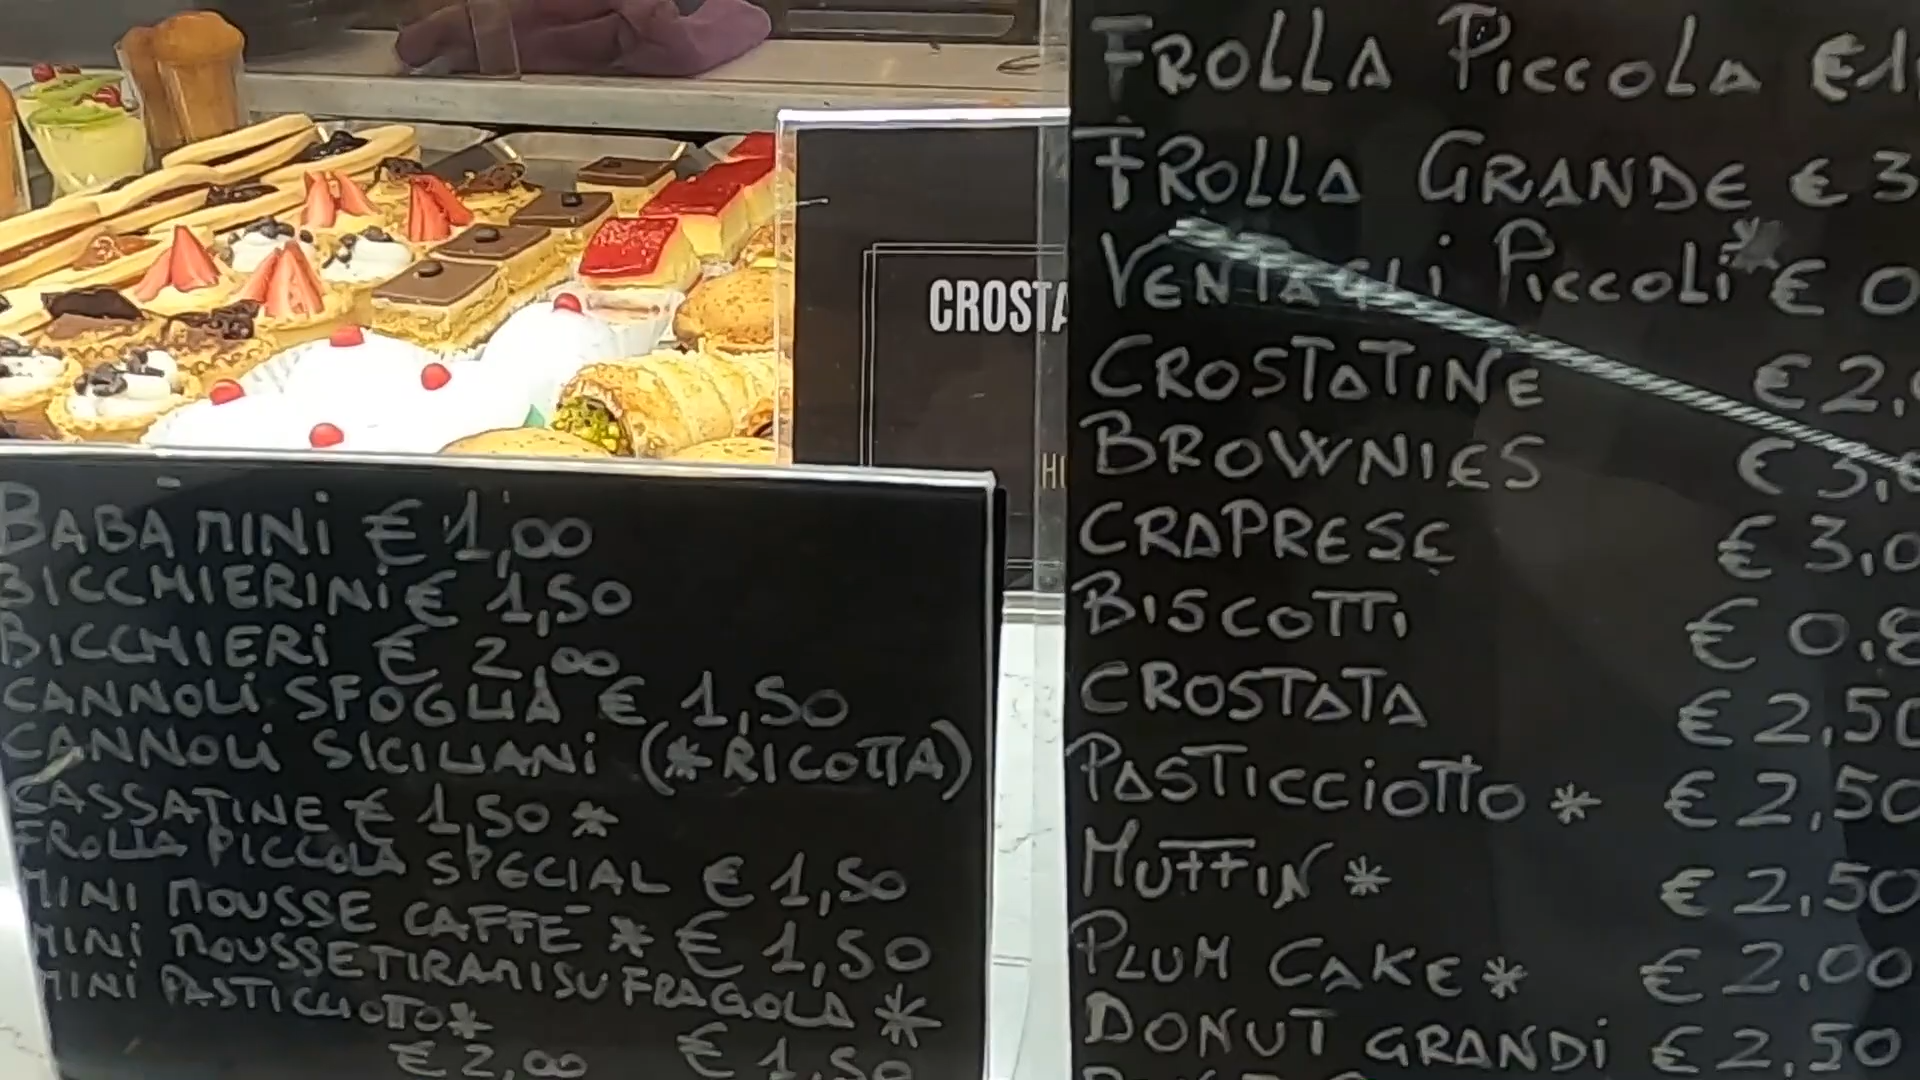 CROSTA
BABA MINI € 1,00
BICCHIERINI € 1,50
BICCHIERI € 2,00
CANNOLI SFOGLIA € 1,50
CANNOLI SICILIANI (*RICOTTA)
CASSATINE € 1,50 *
FROLLA PICCOLA SPECIAL € 1,50
MINI MOUSSE CAFFE * € 1,50
MINI MOUSSE TIRAMISU FRAGOLA *
MINI PASTICCIOTTO *
€ 2,00 € 1,50
FROLLA PICCOLA € 1,
FROLLA GRANDE € 3
VENTAGLI PICCOLI * € 0
CROSTATINE € 2,
BROWNIES € 3,
CRAPRESE € 3,0
BISCOTTI € 0,8
CROSTATA € 2,50
PASTICCIOTTO * € 2,50
MUFFIN * € 2,50
PLUM CAKE * € 2,00
DONUT GRANDI € 2,50